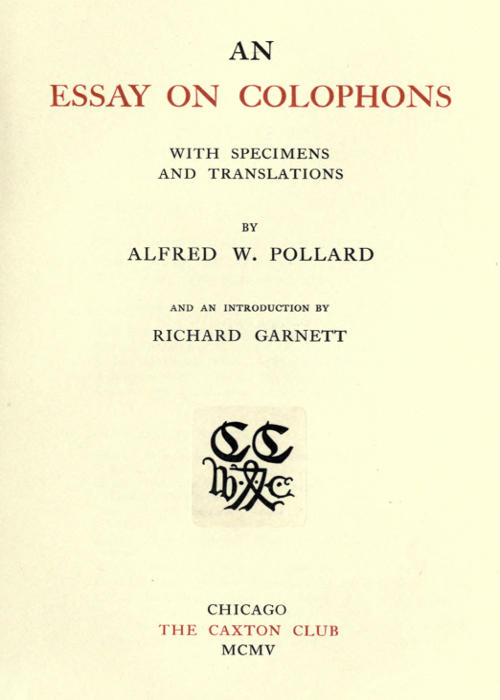 AN
ESSAY ON COLOPHONS
WITH SPECIMENS
AND TRANSLATIONS
BY
ALFRED W. POLLARD
AND AN INTRODUCTION BY
RICHARD GARNETT
CC
CHICAGO
THE CAXTON CLUB
MCMV